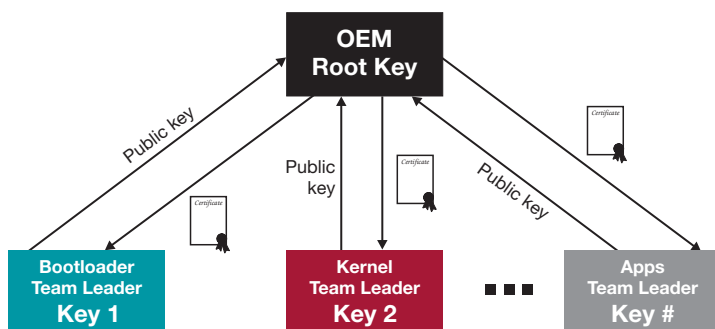 OEM
Root Key
Public key
Certificate
Public
key
Certificate
Public key
Certificate
Bootloader
Team Leader
Key 1
Kernel
Team Leader
Key 2
Apps
Team Leader
Key #